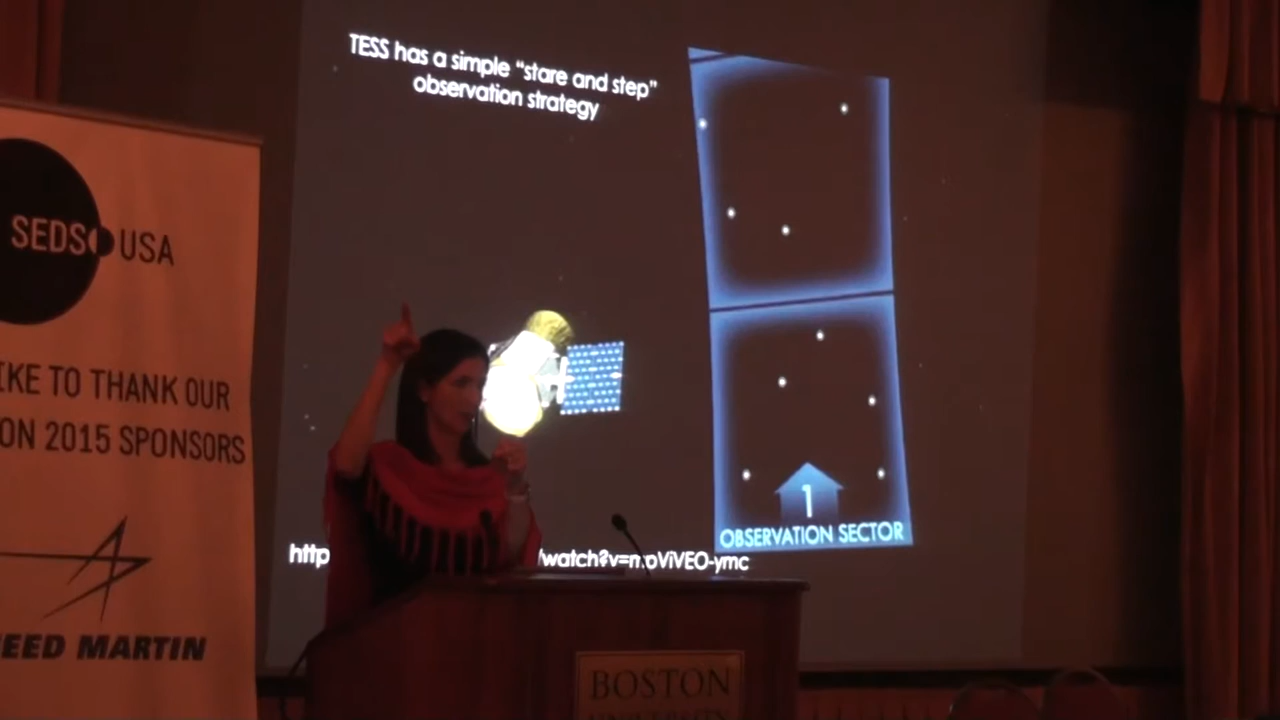 TESS has a simple “stare and step”
observation strategy
SEDS USA
IKE TO THANK OUR
ON 2015 SPONSORS
EED MARTIN
1
OBSERVATION SECTOR
http
/watch?v=
BOSTON
UNIVERSITY